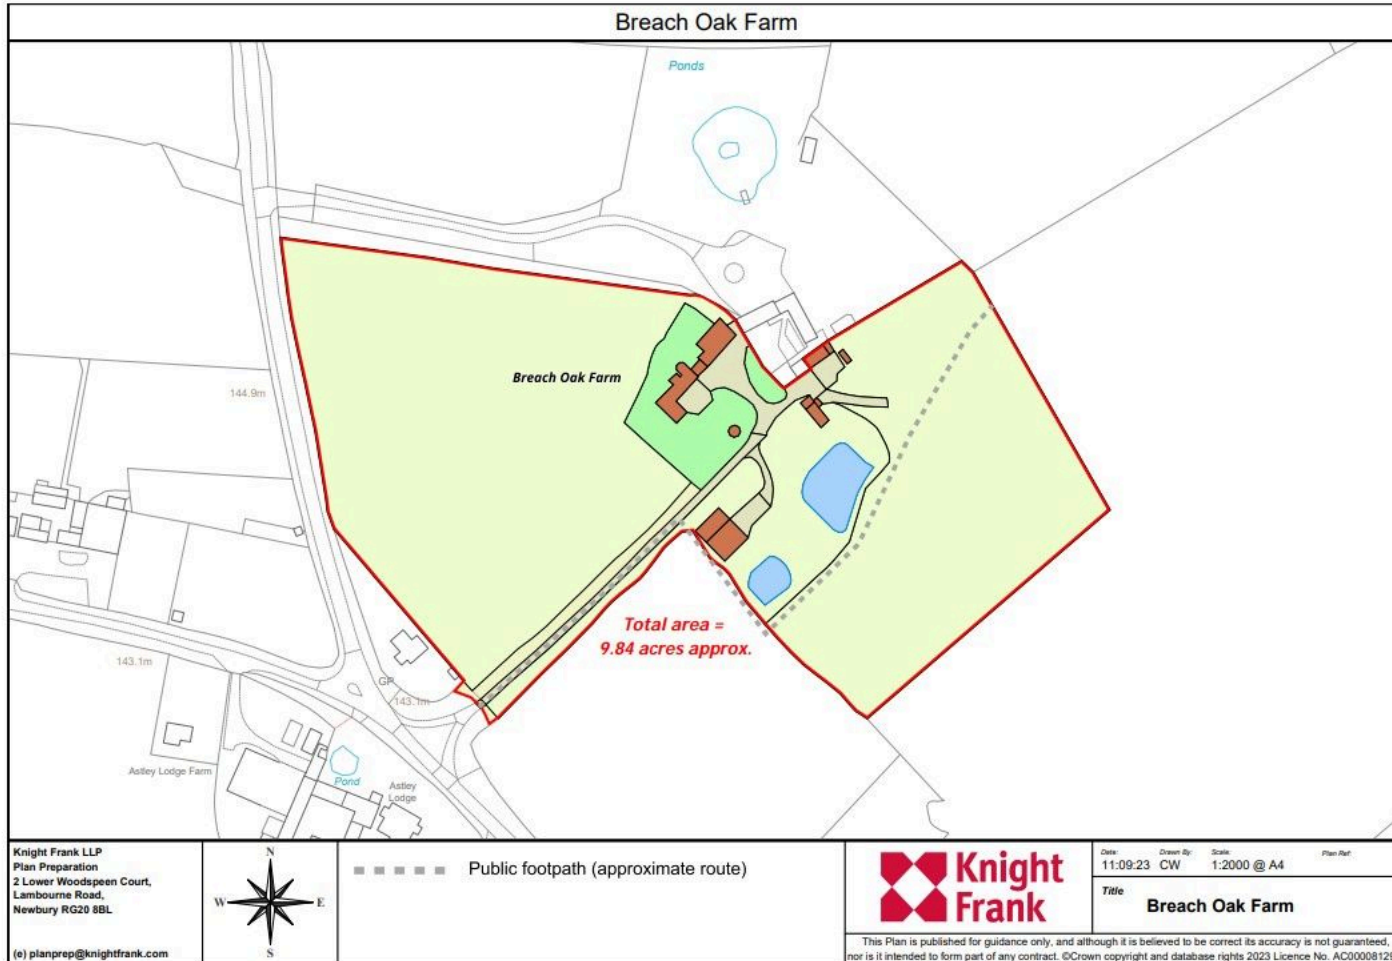 Breach Oak Farm
Ponds
Breach Oak Farm
144.9m
Total area =
9.84 acres approx.
143.1m
GP
143.1m
Astley Lodge Farm
Pond
Astley
Lodge
Knight Frank LLP
Plan Preparation
2 Lower Woodspeen Court,
Lambourne Road,
Newbury RG20 8BL
(e) planprep@knightfrank.com
N
W E
S
Public footpath (approximate route)
Knight
Frank
Date: Drawn By: Scale: Plan Ref:
11:09:23 CW 1:2000 @ A4
Title
Breach Oak Farm
This Plan is published for guidance only, and although it is believed to be correct its accuracy is not guaranteed,
nor is it intended to form part of any contract. ©Crown copyright and database rights 2023 Licence No.